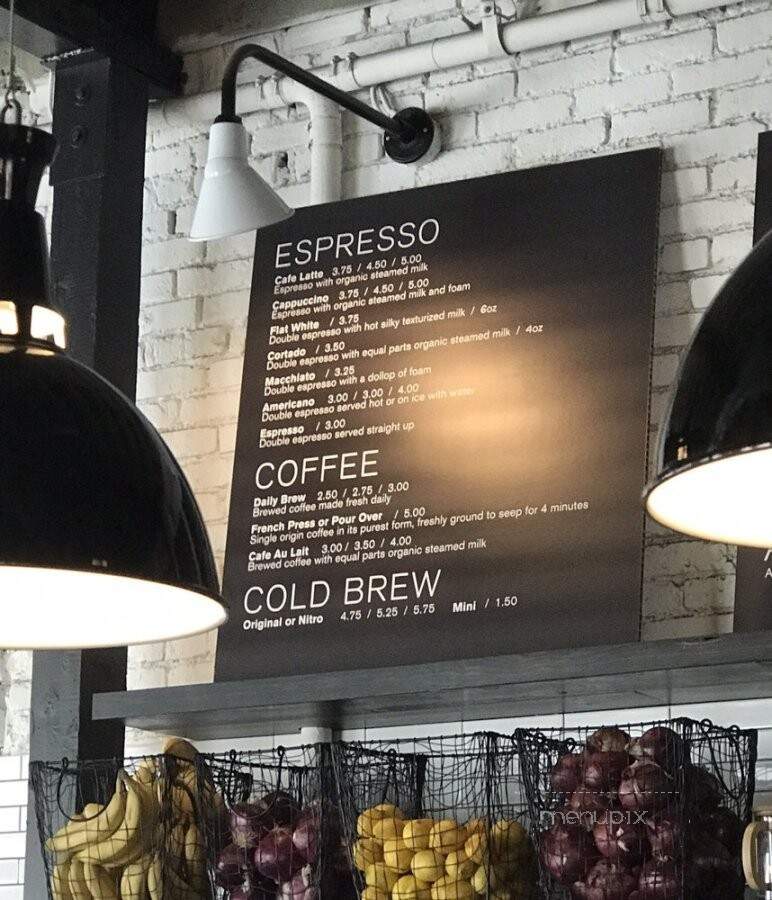 ESPRESSO
Cafe Latte 3.75 / 4.50 / 5.00
Espresso with organic steamed milk
Cappuccino 3.75 / 4.50 / 5.00
Espresso with organic steamed milk and foam
Flat White / 3.75
Double espresso with hot silky texturized milk / 6oz
Cortado / 3.50
Double espresso with equal parts organic steamed milk / 4oz
Macchiato / 3.25
Double espresso with a dollop of foam
Americano 3.00 / 3.00 / 4.00
Double espresso served hot or on ice with water
Espresso / 3.00
Double espresso served straight up
COFFEE
Daily Brew 2.50 / 2.75 / 3.00
Brewed coffee made fresh daily
French Press or Pour Over / 5.00
Single origin coffee in its purest form, freshly ground to seep for 4 minutes
Cafe Au Lait 3.00 / 3.50 / 4.00
Brewed coffee with equal parts organic steamed milk
COLD BREW
Original or Nitro 4.75 / 5.25 / 5.75 Mini / 1.50
menupix